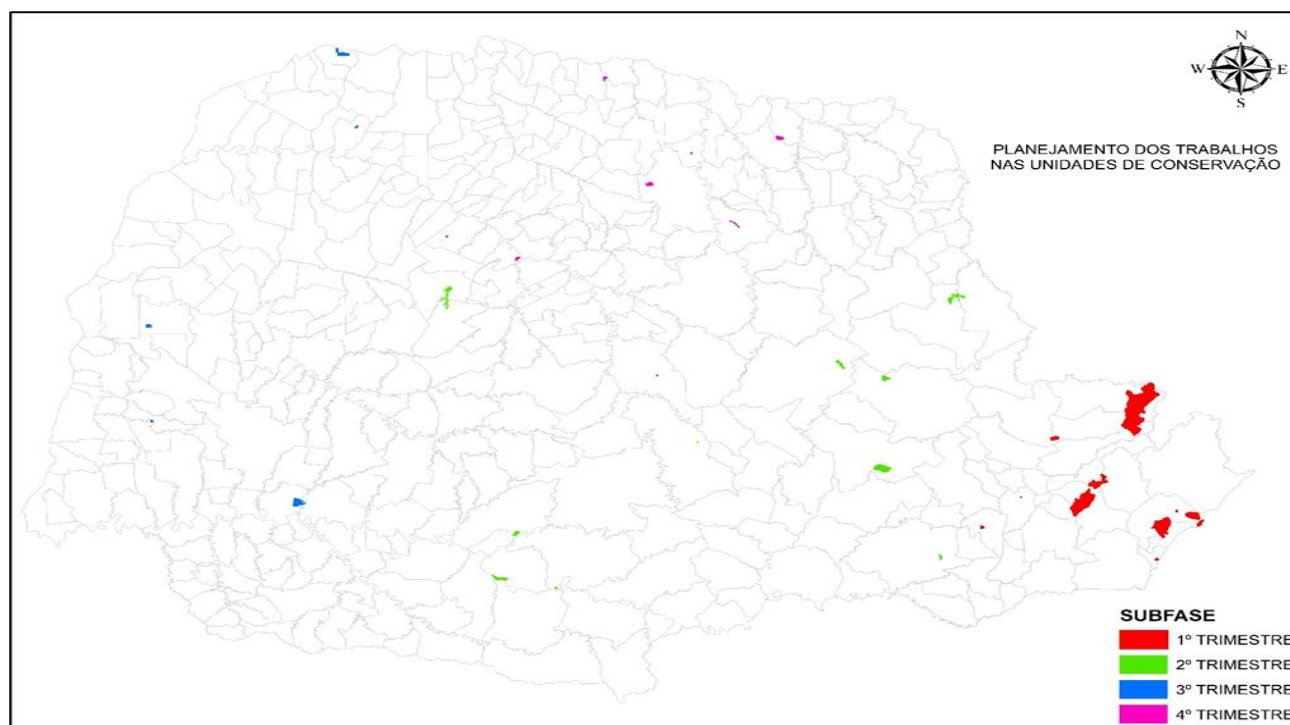 N
W E
S
PLANEJAMENTO DOS TRABALHOS
NAS UNIDADES DE CONSERVAÇÃO
SUBFASE
1º TRIMESTRE
2º TRIMESTRE
3º TRIMESTRE
4º TRIMESTRE